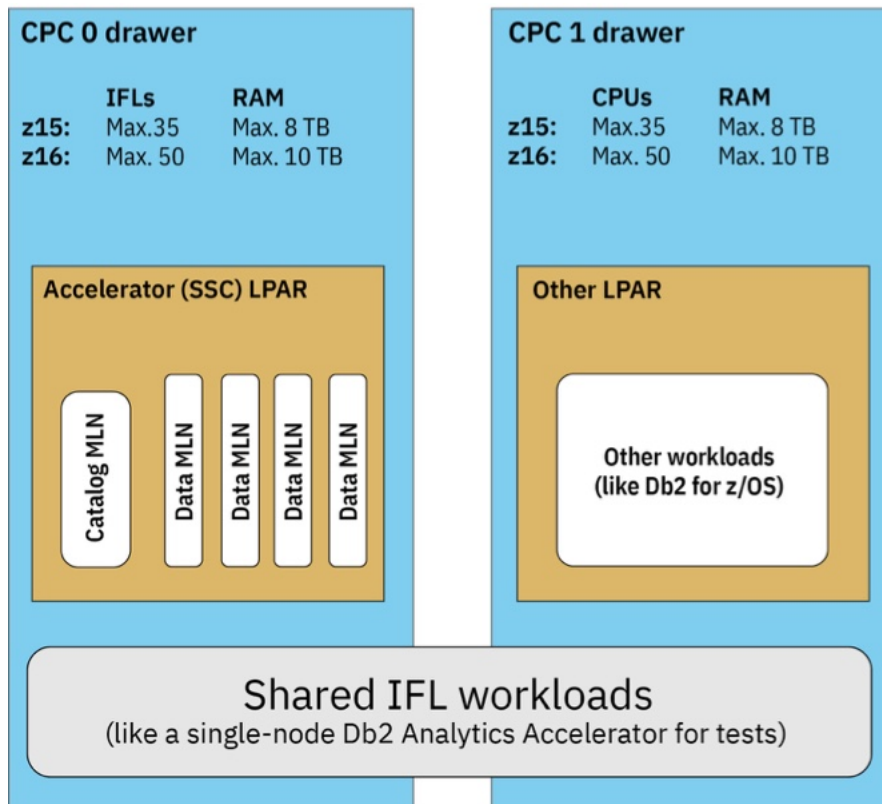 CPC 0 drawer
IFLs RAM
z15: Max.35 Max. 8 TB
z16: Max. 50 Max. 10 TB
Accelerator (SSC) LPAR
Catalog MLN
Data MLN
Data MLN
Data MLN
Data MLN
CPC 1 drawer
CPUs RAM
z15: Max.35 Max. 8 TB
z16: Max. 50 Max. 10 TB
Other LPAR
Other workloads
(like Db2 for z/OS)
Shared IFL workloads
(like a single-node Db2 Analytics Accelerator for tests)